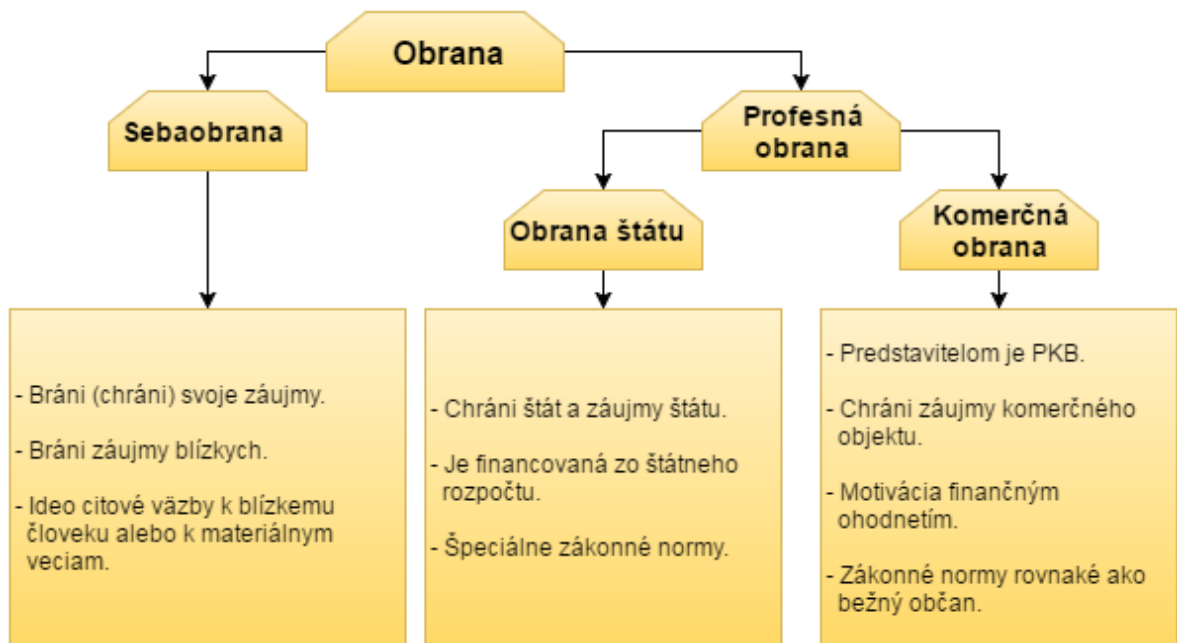 Obrana
Sebaobrana
Profesná
obrana
Obrana štátu
Komerčná
obrana
- Bráni (chráni) svoje záujmy.
- Bráni záujmy blízkych.
- Ideo citové väzby k blízkemu
človeku alebo k materiálnym
veciam.
- Chráni štát a záujmy štátu.
- Je financovaná zo štátneho
rozpočtu.
- Špeciálne zákonné normy.
- Predstavitelom je PKB.
- Chráni záujmy komerčného
objektu.
- Motivácia finančným
ohodnetím.
- Zákonné normy rovnaké ako
bežný občan.